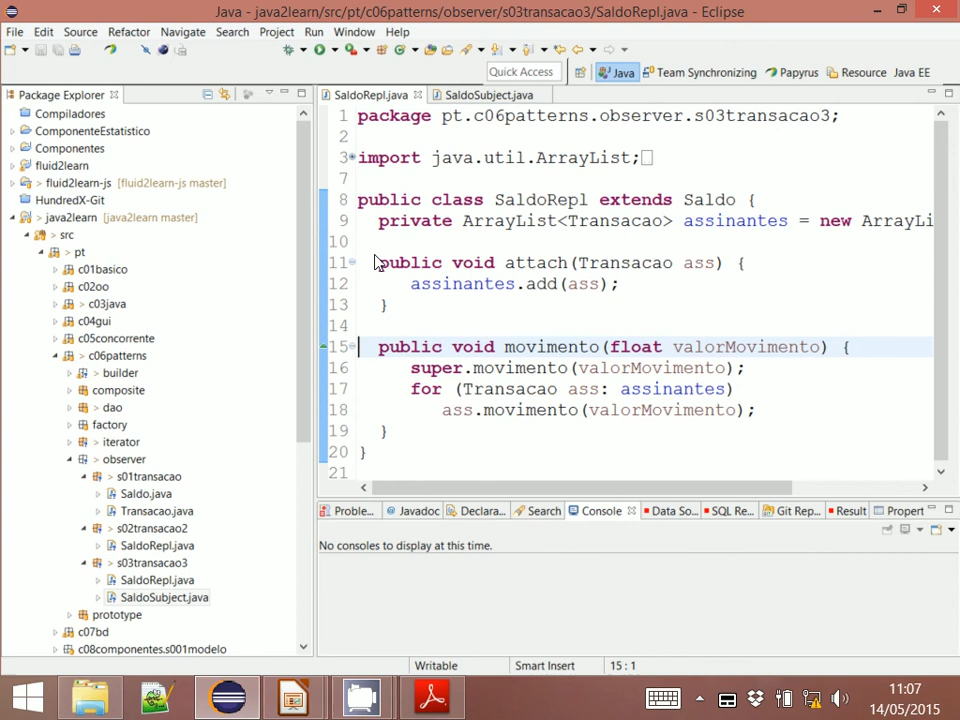 Java - java2learn/src/pt/c06patterns/observer/s03transacao3/SaldoRepl.java - Eclipse
File Edit Source Refactor Navigate Search Project Run Window Help
Quick Access
Java
Team Synchronizing
Papyrus
Resource
Java EE
Package Explorer
Compiladores
ComponenteEstatistico
Componentes
fluid2learn
> fluid2learn-js [fluid2learn-js master]
HundredX-Git
> java2learn [java2learn master]
> src
> pt
> c01basico
> c02oo
> c03java
> c04gui
> c05concorrente
> c06patterns
> builder
> composite
> dao
> factory
> iterator
> observer
> s01transacao
Saldo.java
Transacao.java
> s02transacao2
SaldoRepl.java
> s03transacao3
SaldoRepl.java
SaldoSubject.java
> prototype
> c07bd
> c08componentes.s001modelo
SaldoRepl.java
SaldoSubject.java
1 package pt.c06patterns.observer.s03transacao3;
2
3 import java.util.ArrayList;
7
8 public class SaldoRepl extends Saldo {
9 private ArrayList<Transacao> assinantes = new ArrayLi
10
11 public void attach(Transacao ass) {
12 assinantes.add(ass);
13 }
14
15 public void movimento(float valorMovimento) {
16 super.movimento(valorMovimento);
17 for (Transacao ass: assinantes)
18 ass.movimento(valorMovimento);
19 }
20 }
21
Proble... Javadoc Declara... Search Console Data So... SQL Re... Git Rep... Result Propert
No consoles to display at this time.
Writable
Smart Insert
15 : 1
11:07
14/05/2015